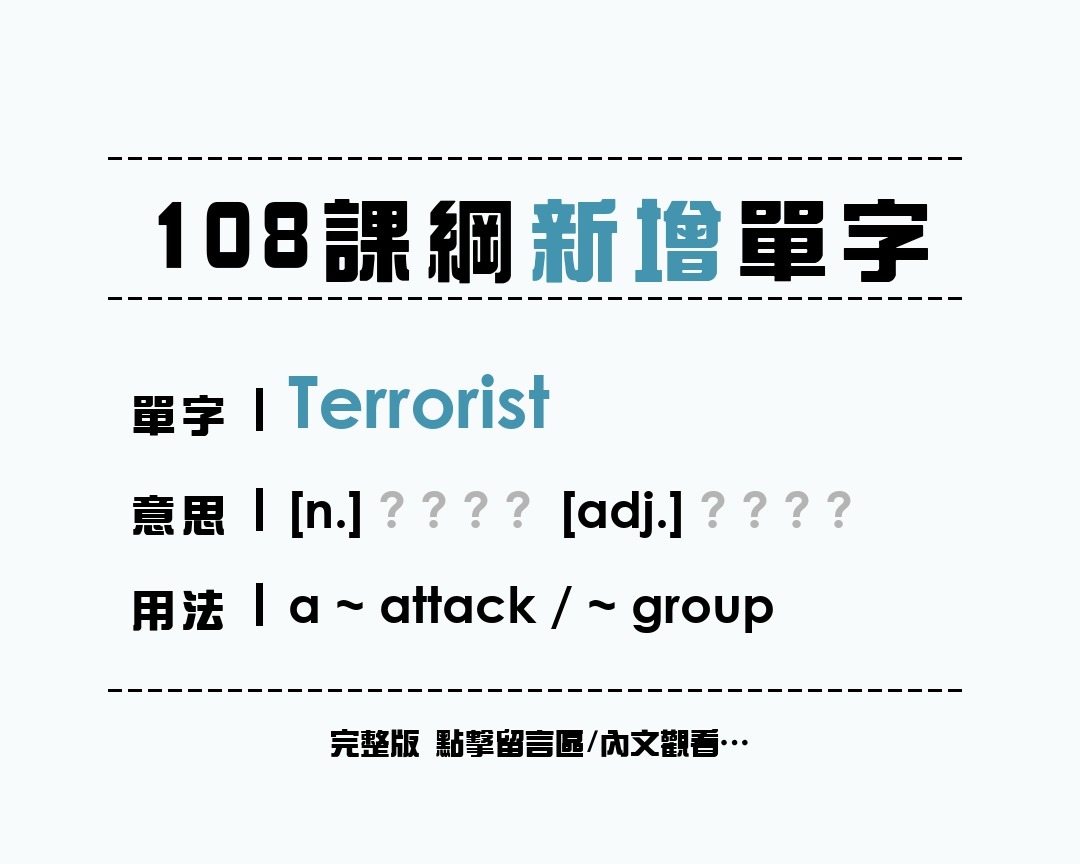 108課綱新增單字
單字 | Terrorist
意思 | [n.] ???? [adj.] ????
用法 | a ~ attack / ~ group
完整版 點擊留言區/內文觀看…